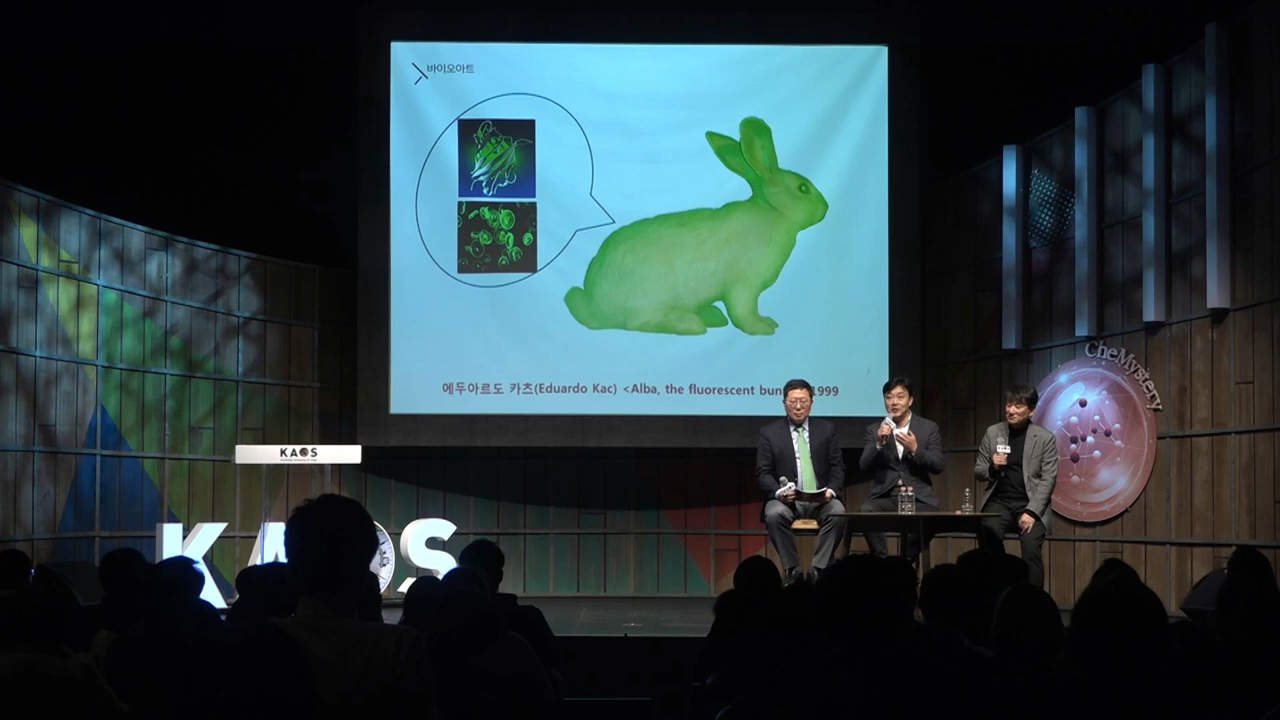 바이오아트
에두아르도 카츠(Eduardo Kac) <Alba, the fluorescent bun 1999
CheMystery
KAOS
KAOS